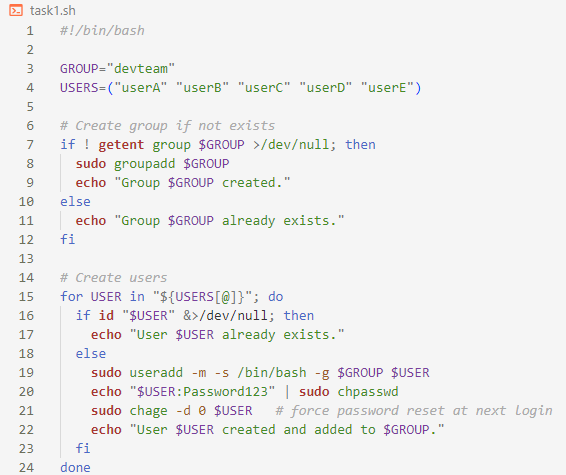 task1.sh
1 #!/bin/bash
2
3 GROUP="devteam"
4 USERS=("userA" "userB" "userC" "userD" "userE")
5
6 # Create group if not exists
7 if ! getent group $GROUP >/dev/null; then
8   sudo groupadd $GROUP
9   echo "Group $GROUP created."
10 else
11   echo "Group $GROUP already exists."
12 fi
13
14 # Create users
15 for USER in "${USERS[@]}"; do
16   if id "$USER" &>/dev/null; then
17     echo "User $USER already exists."
18   else
19     sudo useradd -m -s /bin/bash -g $GROUP $USER
20     echo "$USER:Password123" | sudo chpasswd
21     sudo chage -d 0 $USER   # force password reset at next login
22     echo "User $USER created and added to $GROUP."
23   fi
24 done